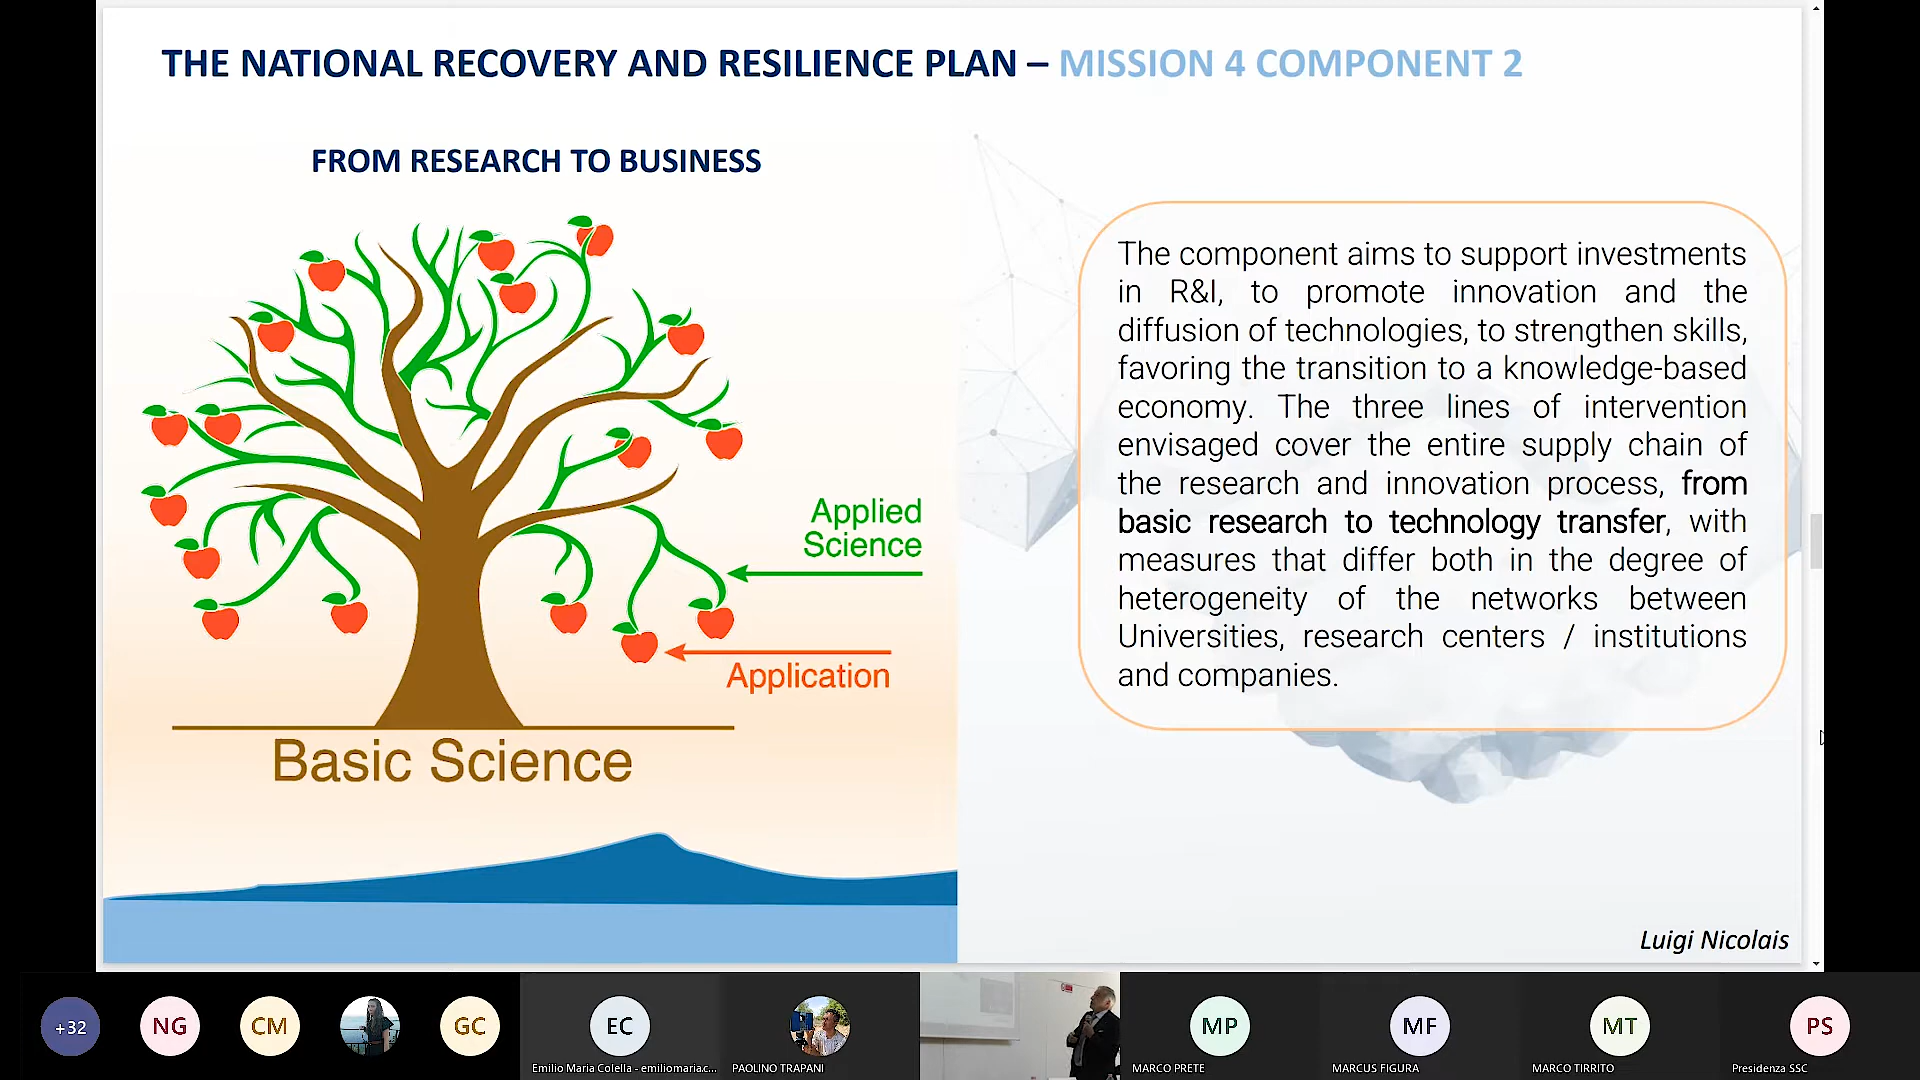 THE NATIONAL RECOVERY AND RESILIENCE PLAN – MISSION 4 COMPONENT 2
FROM RESEARCH TO BUSINESS
Applied
Science
Application
Basic Science
The component aims to support investments
in R&I, to promote innovation and the
diffusion of technologies, to strengthen skills,
favoring the transition to a knowledge-based
economy. The three lines of intervention
envisaged cover the entire supply chain of
the research and innovation process, from
basic research to technology transfer, with
measures that differ both in the degree of
heterogeneity of the networks between
Universities, research centers / institutions
and companies.
Luigi Nicolais
+32
NG
CM
GC
EC
Emilio Maria Colella - emiliomaria.c...
PAOLINO TRAPANI
MP
MARCO PRETE
MF
MARCUS FIGURA
MT
MARCO TIRRITO
PS
Presidenza SSC